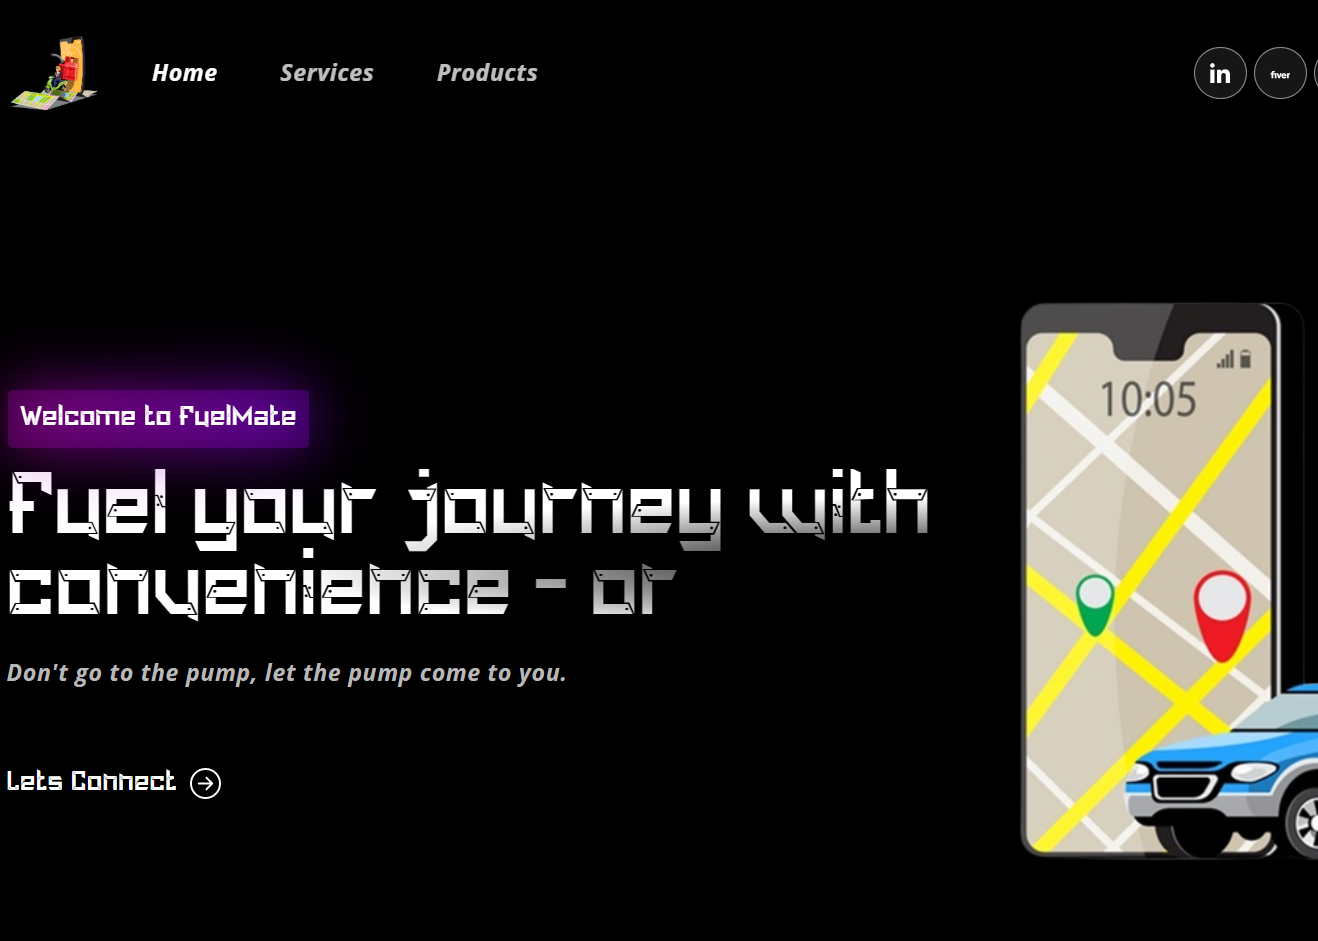 Home Services Products
in fiver
Welcome to FuelMate
Fuel your journey with
convenience - or
Don't go to the pump, let the pump come to you.
Lets Connect
10:05